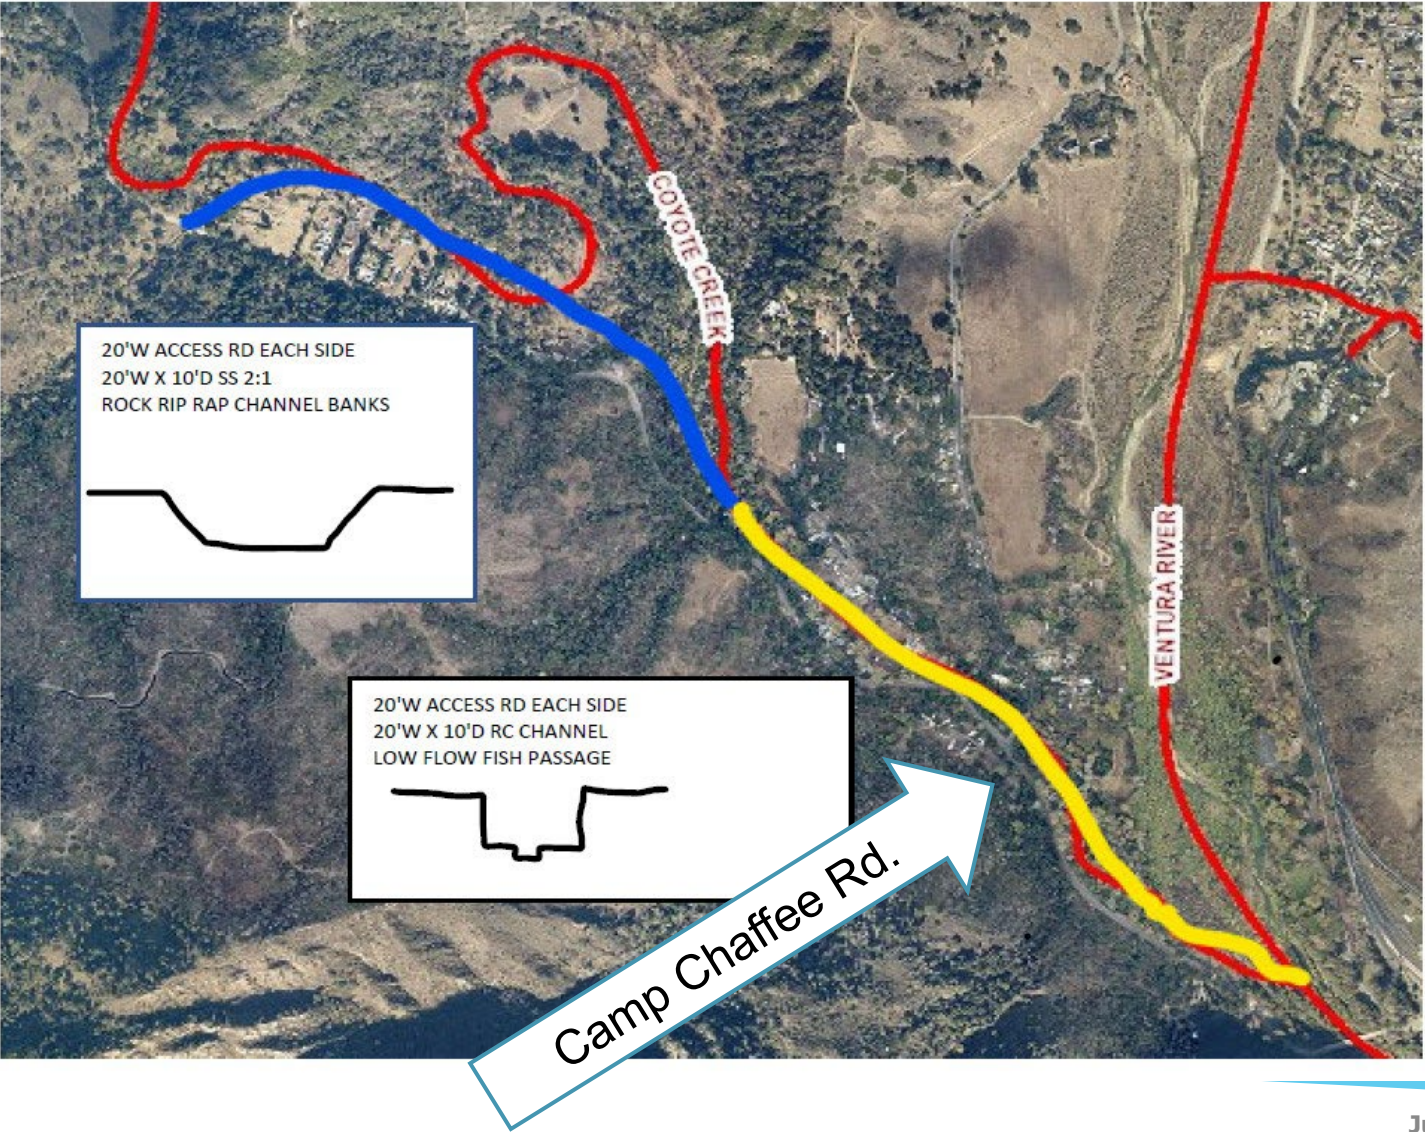 COYOTE CREEK
20'W ACCESS RD EACH SIDE
20'W X 10'D SS 2:1
ROCK RIP RAP CHANNEL BANKS
VENTURA RIVER
20'W ACCESS RD EACH SIDE
20'W X 10'D RC CHANNEL
LOW FLOW FISH PASSAGE
Camp Chaffee Rd.